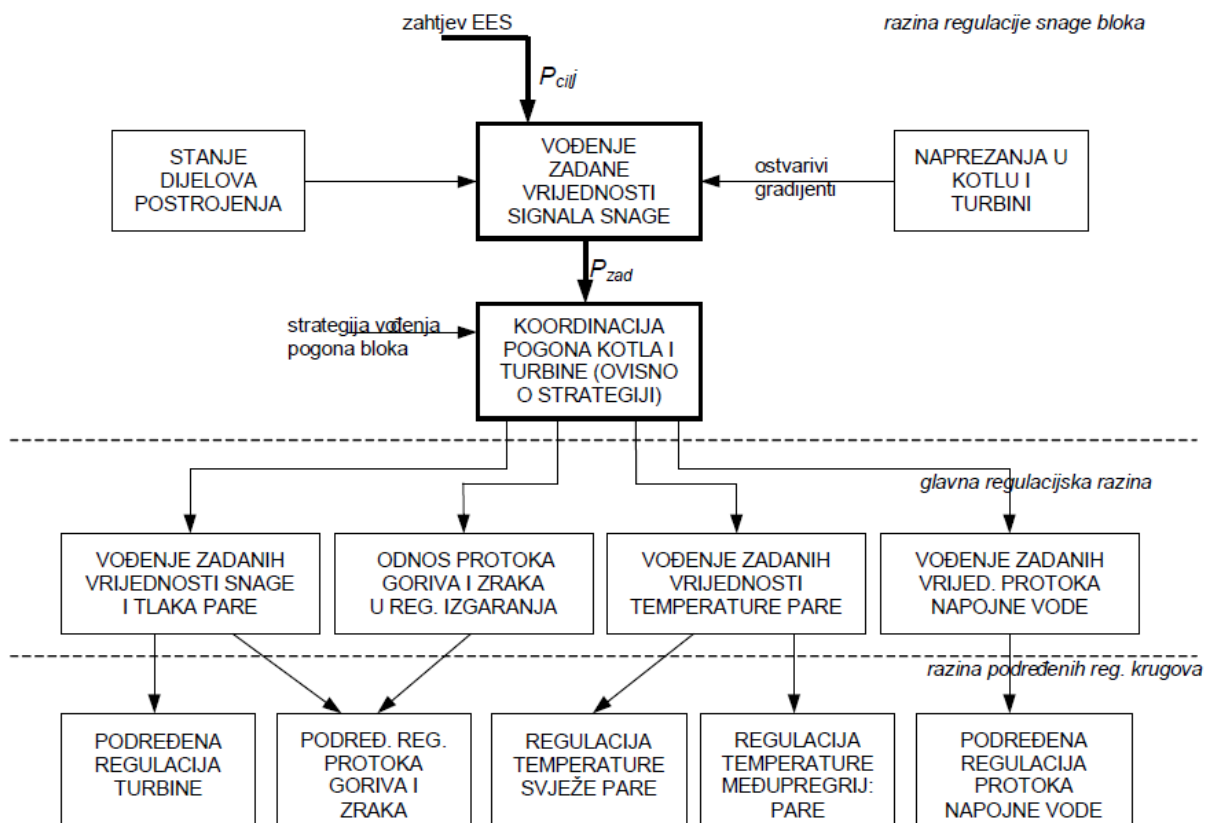 zahtjev EES
razina regulacije snage bloka
P cilj
STANJE
DIJELOVA
POSTROJENJA
VOĐENJE
ZADANE
VRIJEDNOSTI
SIGNALA SNAGE
ostvarivi
gradijenti
NAPREZANJA U
KOTLU I
TURBINI
P zad
strategija vođenja
pogona bloka
KOORDINACIJA
POGONA KOTLA I
TURBINE (OVISNO
O STRATEGIJI)
glavna regulacijska razina
VOĐENJE ZADANIH
VRIJEDNOSTI SNAGE
I TLAKA PARE
ODNOS PROTOKA
GORIVA I ZRAKA
U REG. IZGARANJA
VOĐENJE ZADANIH
VRIJEDNOSTI
TEMPERATURE PARE
VOĐENJE ZADANIH
VRIJED. PROTOKA
NAPOJNE VODE
razina podređenih reg. krugova
PODREĐENA
REGULACIJA
TURBINE
PODREĐ. REG.
PROTOKA
GORIVA I
ZRAKA
REGULACIJA
TEMPERATURE
SVJEŽE PARE
REGULACIJA
TEMPERATURE
MEĐUPREGRIJ:
PARE
PODREĐENA
REGULACIJA
PROTOKA
NAPOJNE VODE